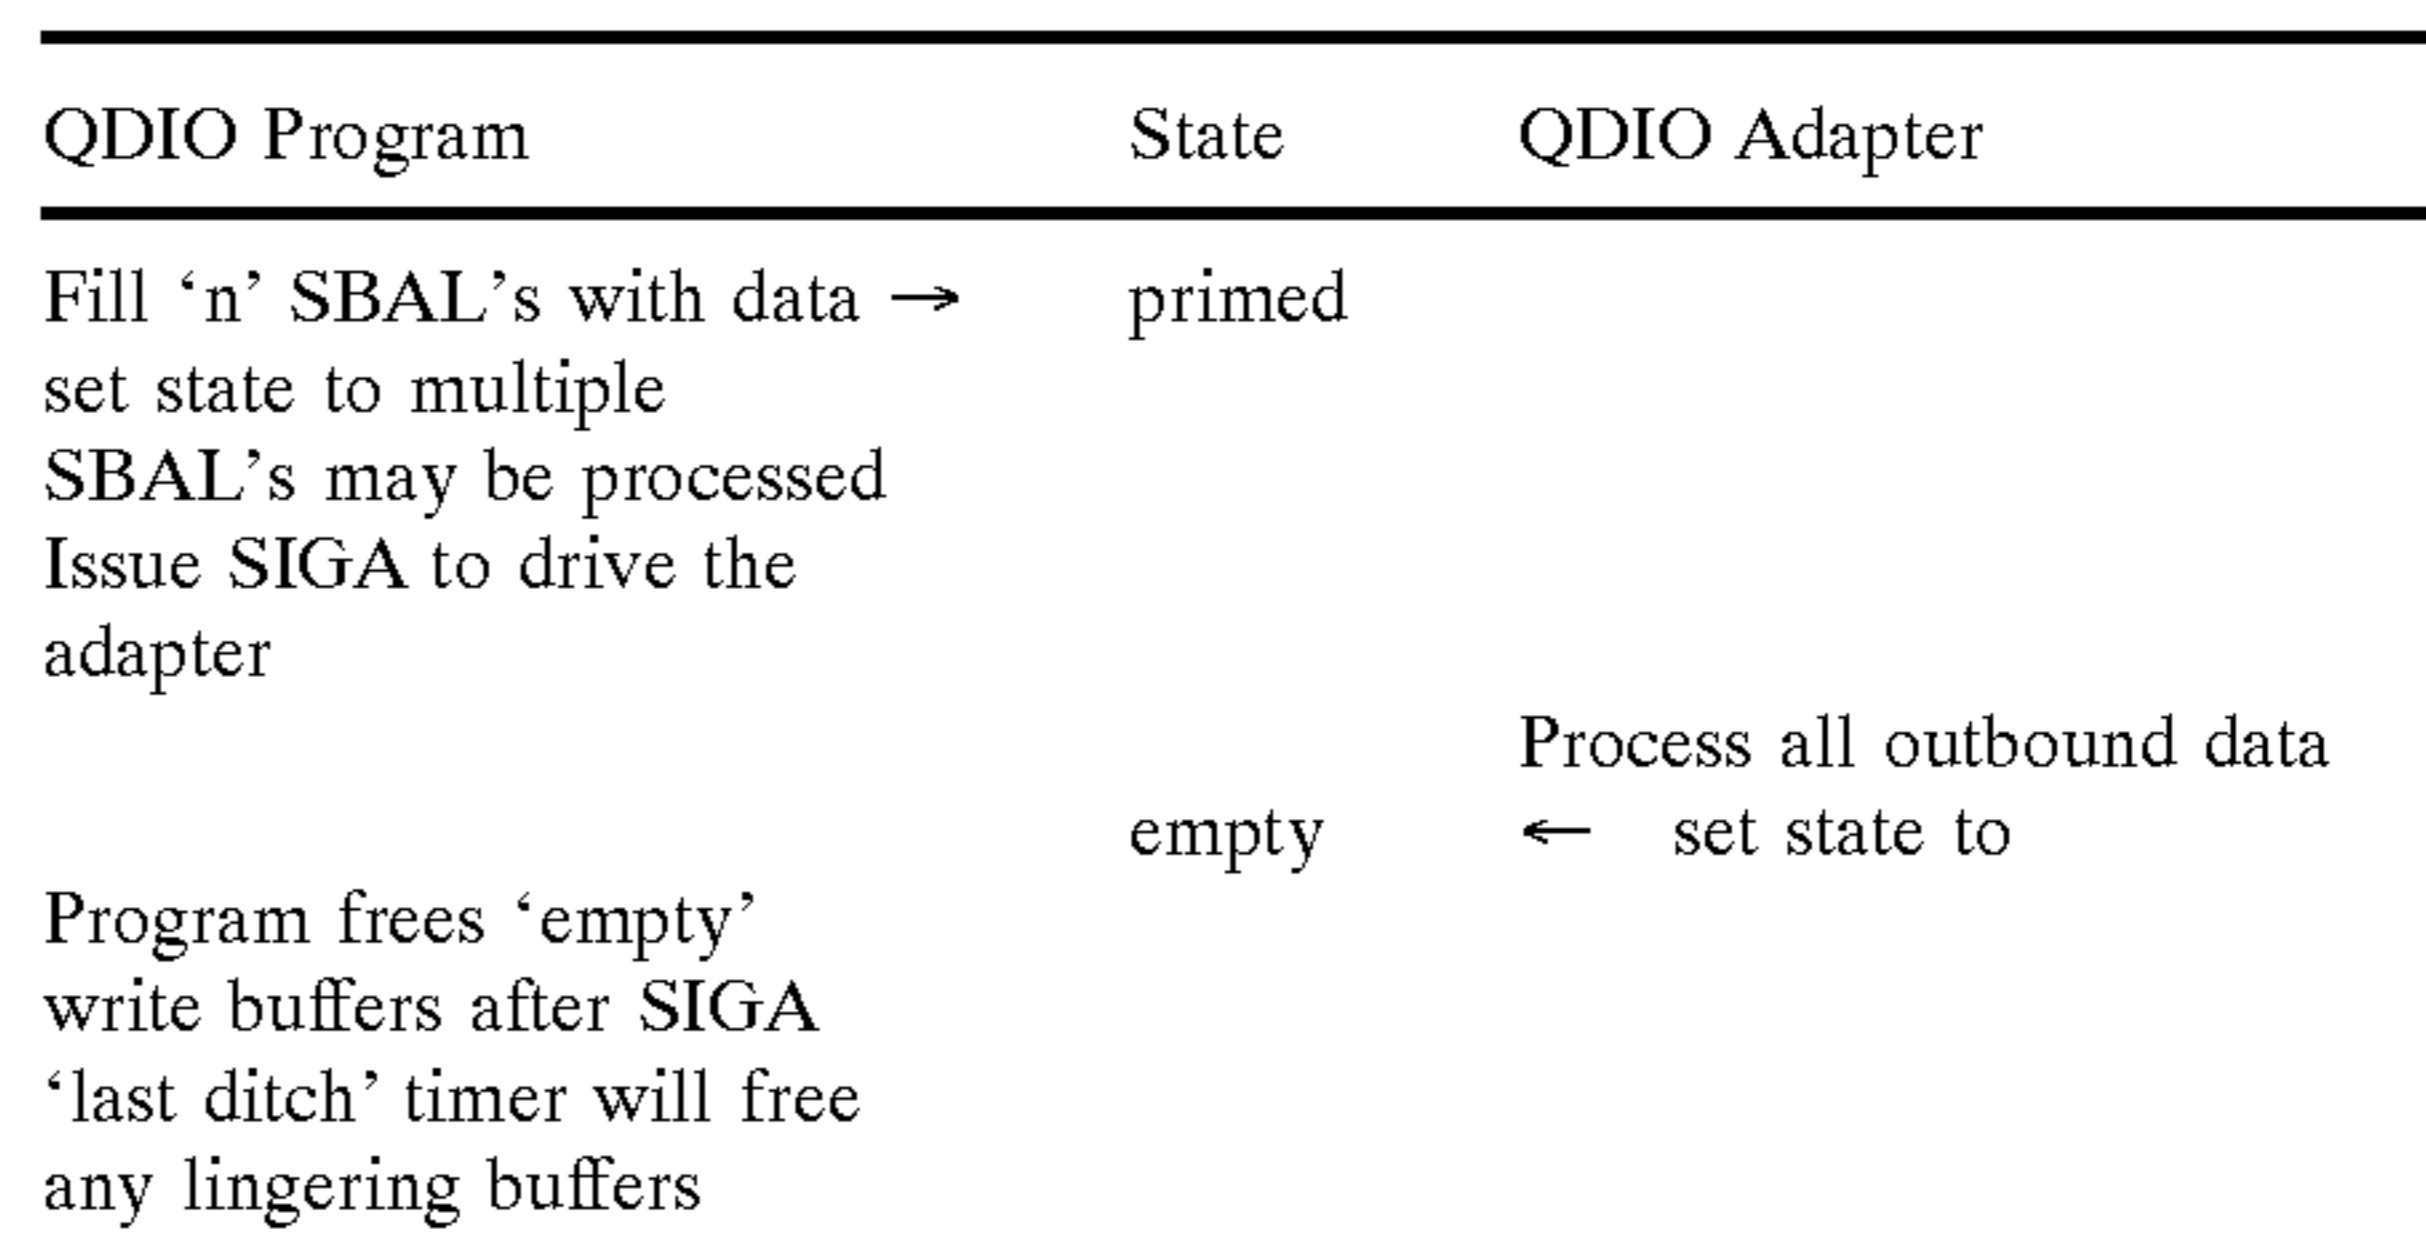 QDIO Program State QDIO Adapter
Fill ‘n’ SBAL’s with data → primed
set state to multiple
SBAL’s may be processed
Issue SIGA to drive the
adapter
Process all outbound data
empty ← set state to
Program frees ‘empty’
write buffers after SIGA
‘last ditch’ timer will free
any lingering buffers